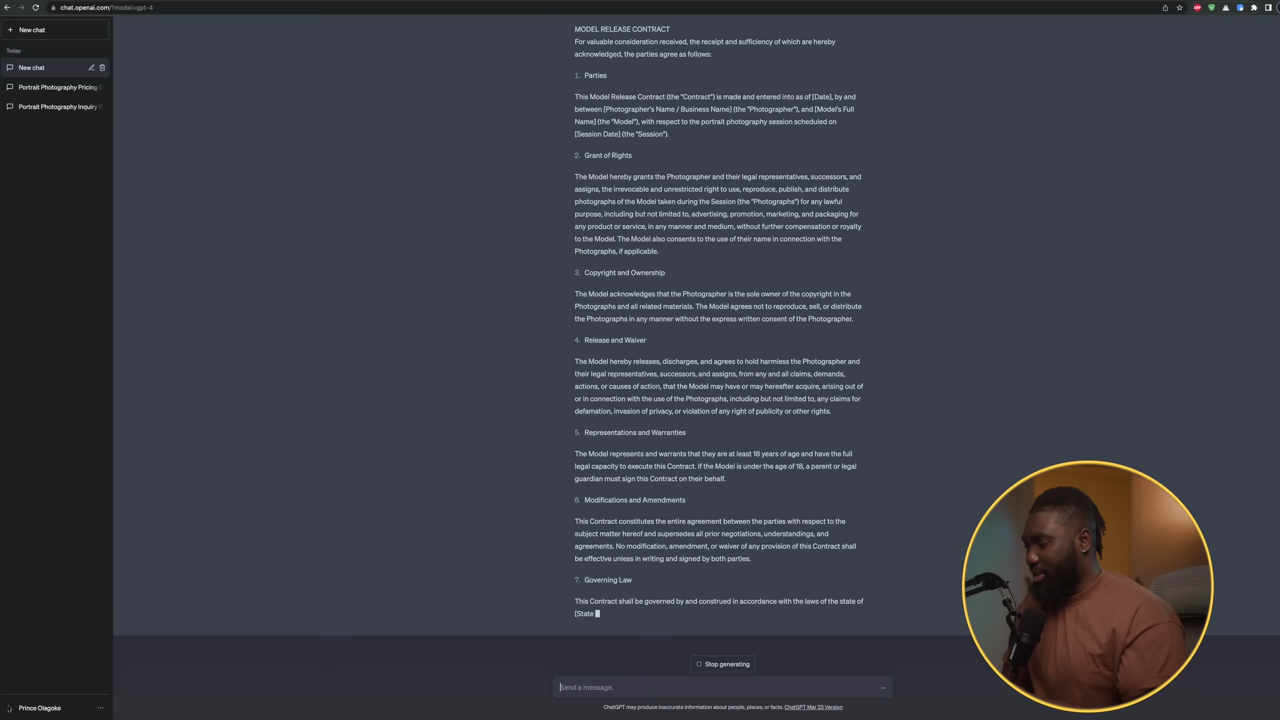 chat.openai.com/?model=gpt-4
New chat
Today
New chat
Portrait Photography Pricing
Portrait Photography Inquiry
MODEL RELEASE CONTRACT
For valuable consideration received, the receipt and sufficiency of which are hereby
acknowledged, the parties agree as follows:
1. Parties
This Model Release Contract (the "Contract") is made and entered into as of [Date], by and
between [Photographer's Name / Business Name] (the "Photographer"), and [Model's Full
Name] (the "Model"), with respect to the portrait photography session scheduled on
[Session Date] (the "Session").
2. Grant of Rights
The Model hereby grants the Photographer and their legal representatives, successors, and
assigns, the irrevocable and unrestricted right to use, reproduce, publish, and distribute
photographs of the Model taken during the Session (the "Photographs") for any lawful
purpose, including but not limited to, advertising, promotion, marketing, and packaging for
any product or service, in any manner and medium, without further compensation or royalty
to the Model. The Model also consents to the use of their name in connection with the
Photographs, if applicable.
3. Copyright and Ownership
The Model acknowledges that the Photographer is the sole owner of the copyright in the
Photographs and all related materials. The Model agrees not to reproduce, sell, or distribute
the Photographs in any manner without the express written consent of the Photographer.
4. Release and Waiver
The Model hereby releases, discharges, and agrees to hold harmless the Photographer and
their legal representatives, successors, and assigns, from any and all claims, demands,
actions, or causes of action, that the Model may have or may hereafter acquire, arising out of
or in connection with the use of the Photographs, including but not limited to, any claims for
defamation, invasion of privacy, or violation of any right of publicity or other rights.
5. Representations and Warranties
The Model represents and warrants that they are at least 18 years of age and have the full
legal capacity to execute this Contract. If the Model is under the age of 18, a parent or legal
guardian must sign this Contract on their behalf.
6. Modifications and Amendments
This Contract constitutes the entire agreement between the parties with respect to the
subject matter hereof and supersedes all prior negotiations, understandings, and
agreements. No modification, amendment, or waiver of any provision of this Contract shall
be effective unless in writing and signed by both parties.
7. Governing Law
This Contract shall be governed by and construed in accordance with the laws of the state of
[State
Stop generating
Send a message.
ChatGPT may produce inaccurate information about people, places, or facts. ChatGPT Mar 23 Version
Prince Olagoke